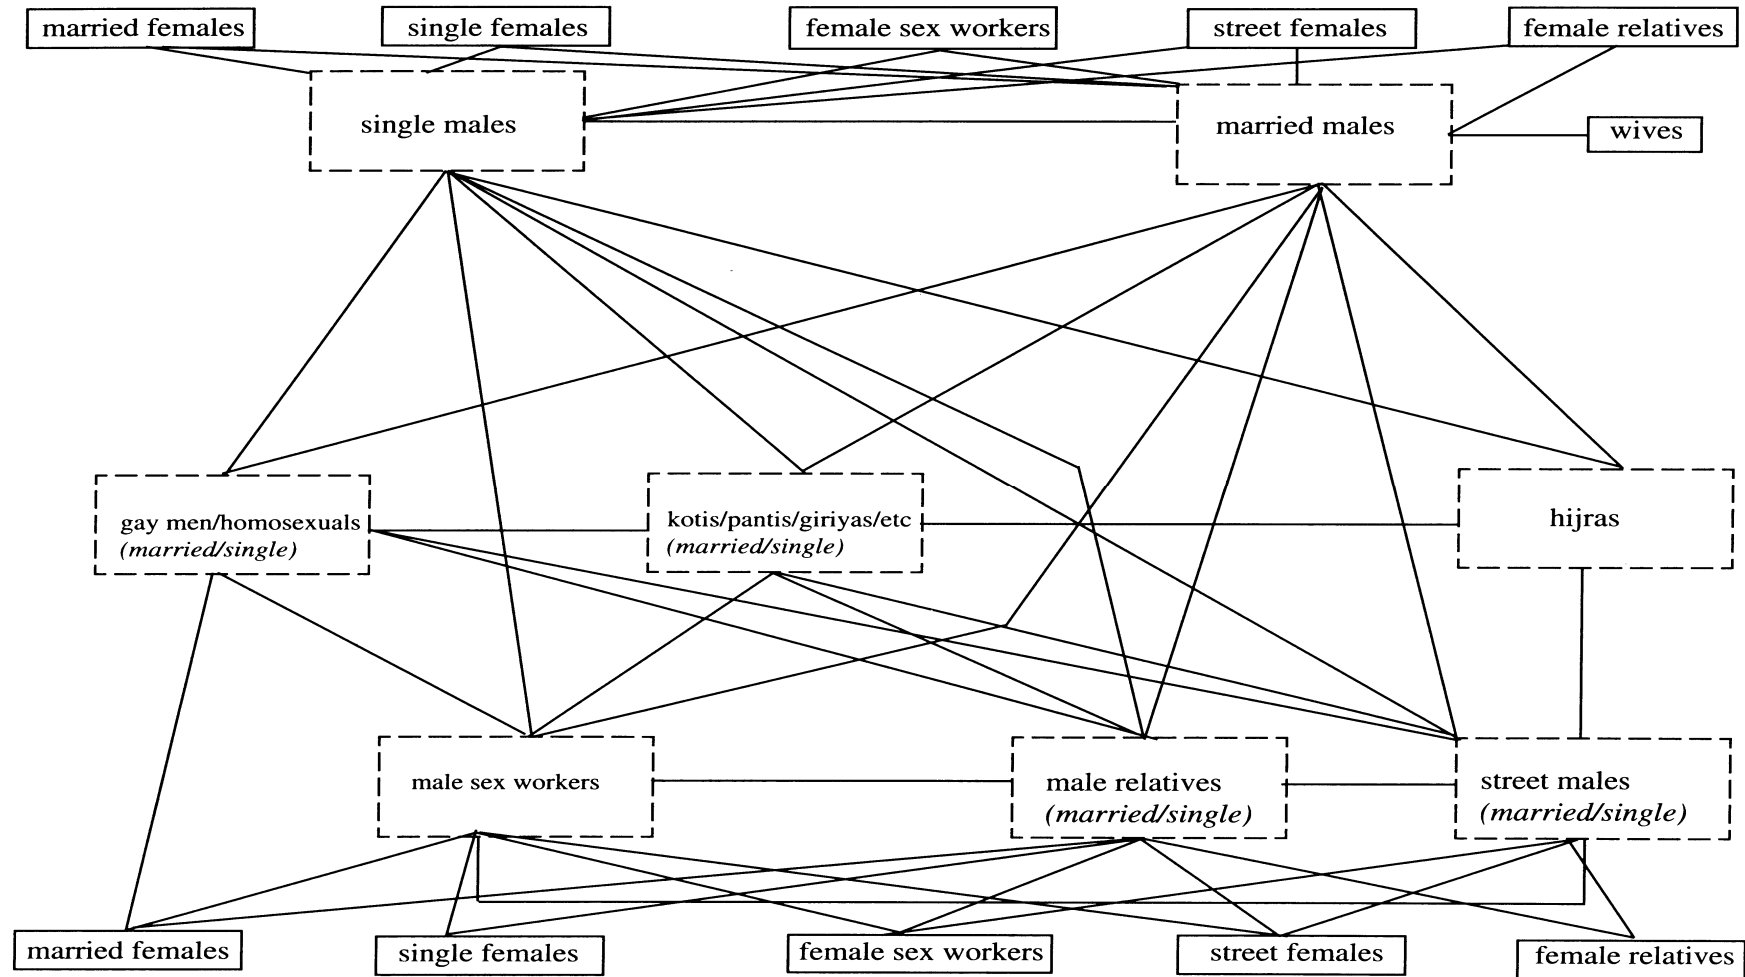 married females
single females
female sex workers
street females
female relatives
single males
married males
wives
gay men/homosexuals
(married/single)
kotis/pantis/giriyas/etc
(married/single)
hijras
male sex workers
male relatives
(married/single)
street males
(married/single)
married females
single females
female sex workers
street females
female relatives